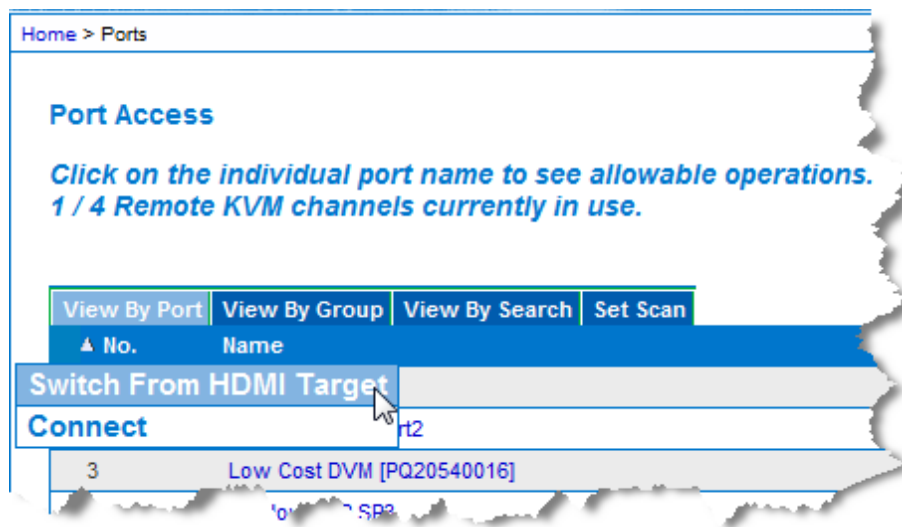 Home > Ports
Port Access
Click on the individual port name to see allowable operations.
1 / 4 Remote KVM channels currently in use.
View By Port View By Group View By Search Set Scan
▲ No. Name
Switch From HDMI Target
Connect
rt2
3 Low Cost DVM [PQ20540016]
SP3